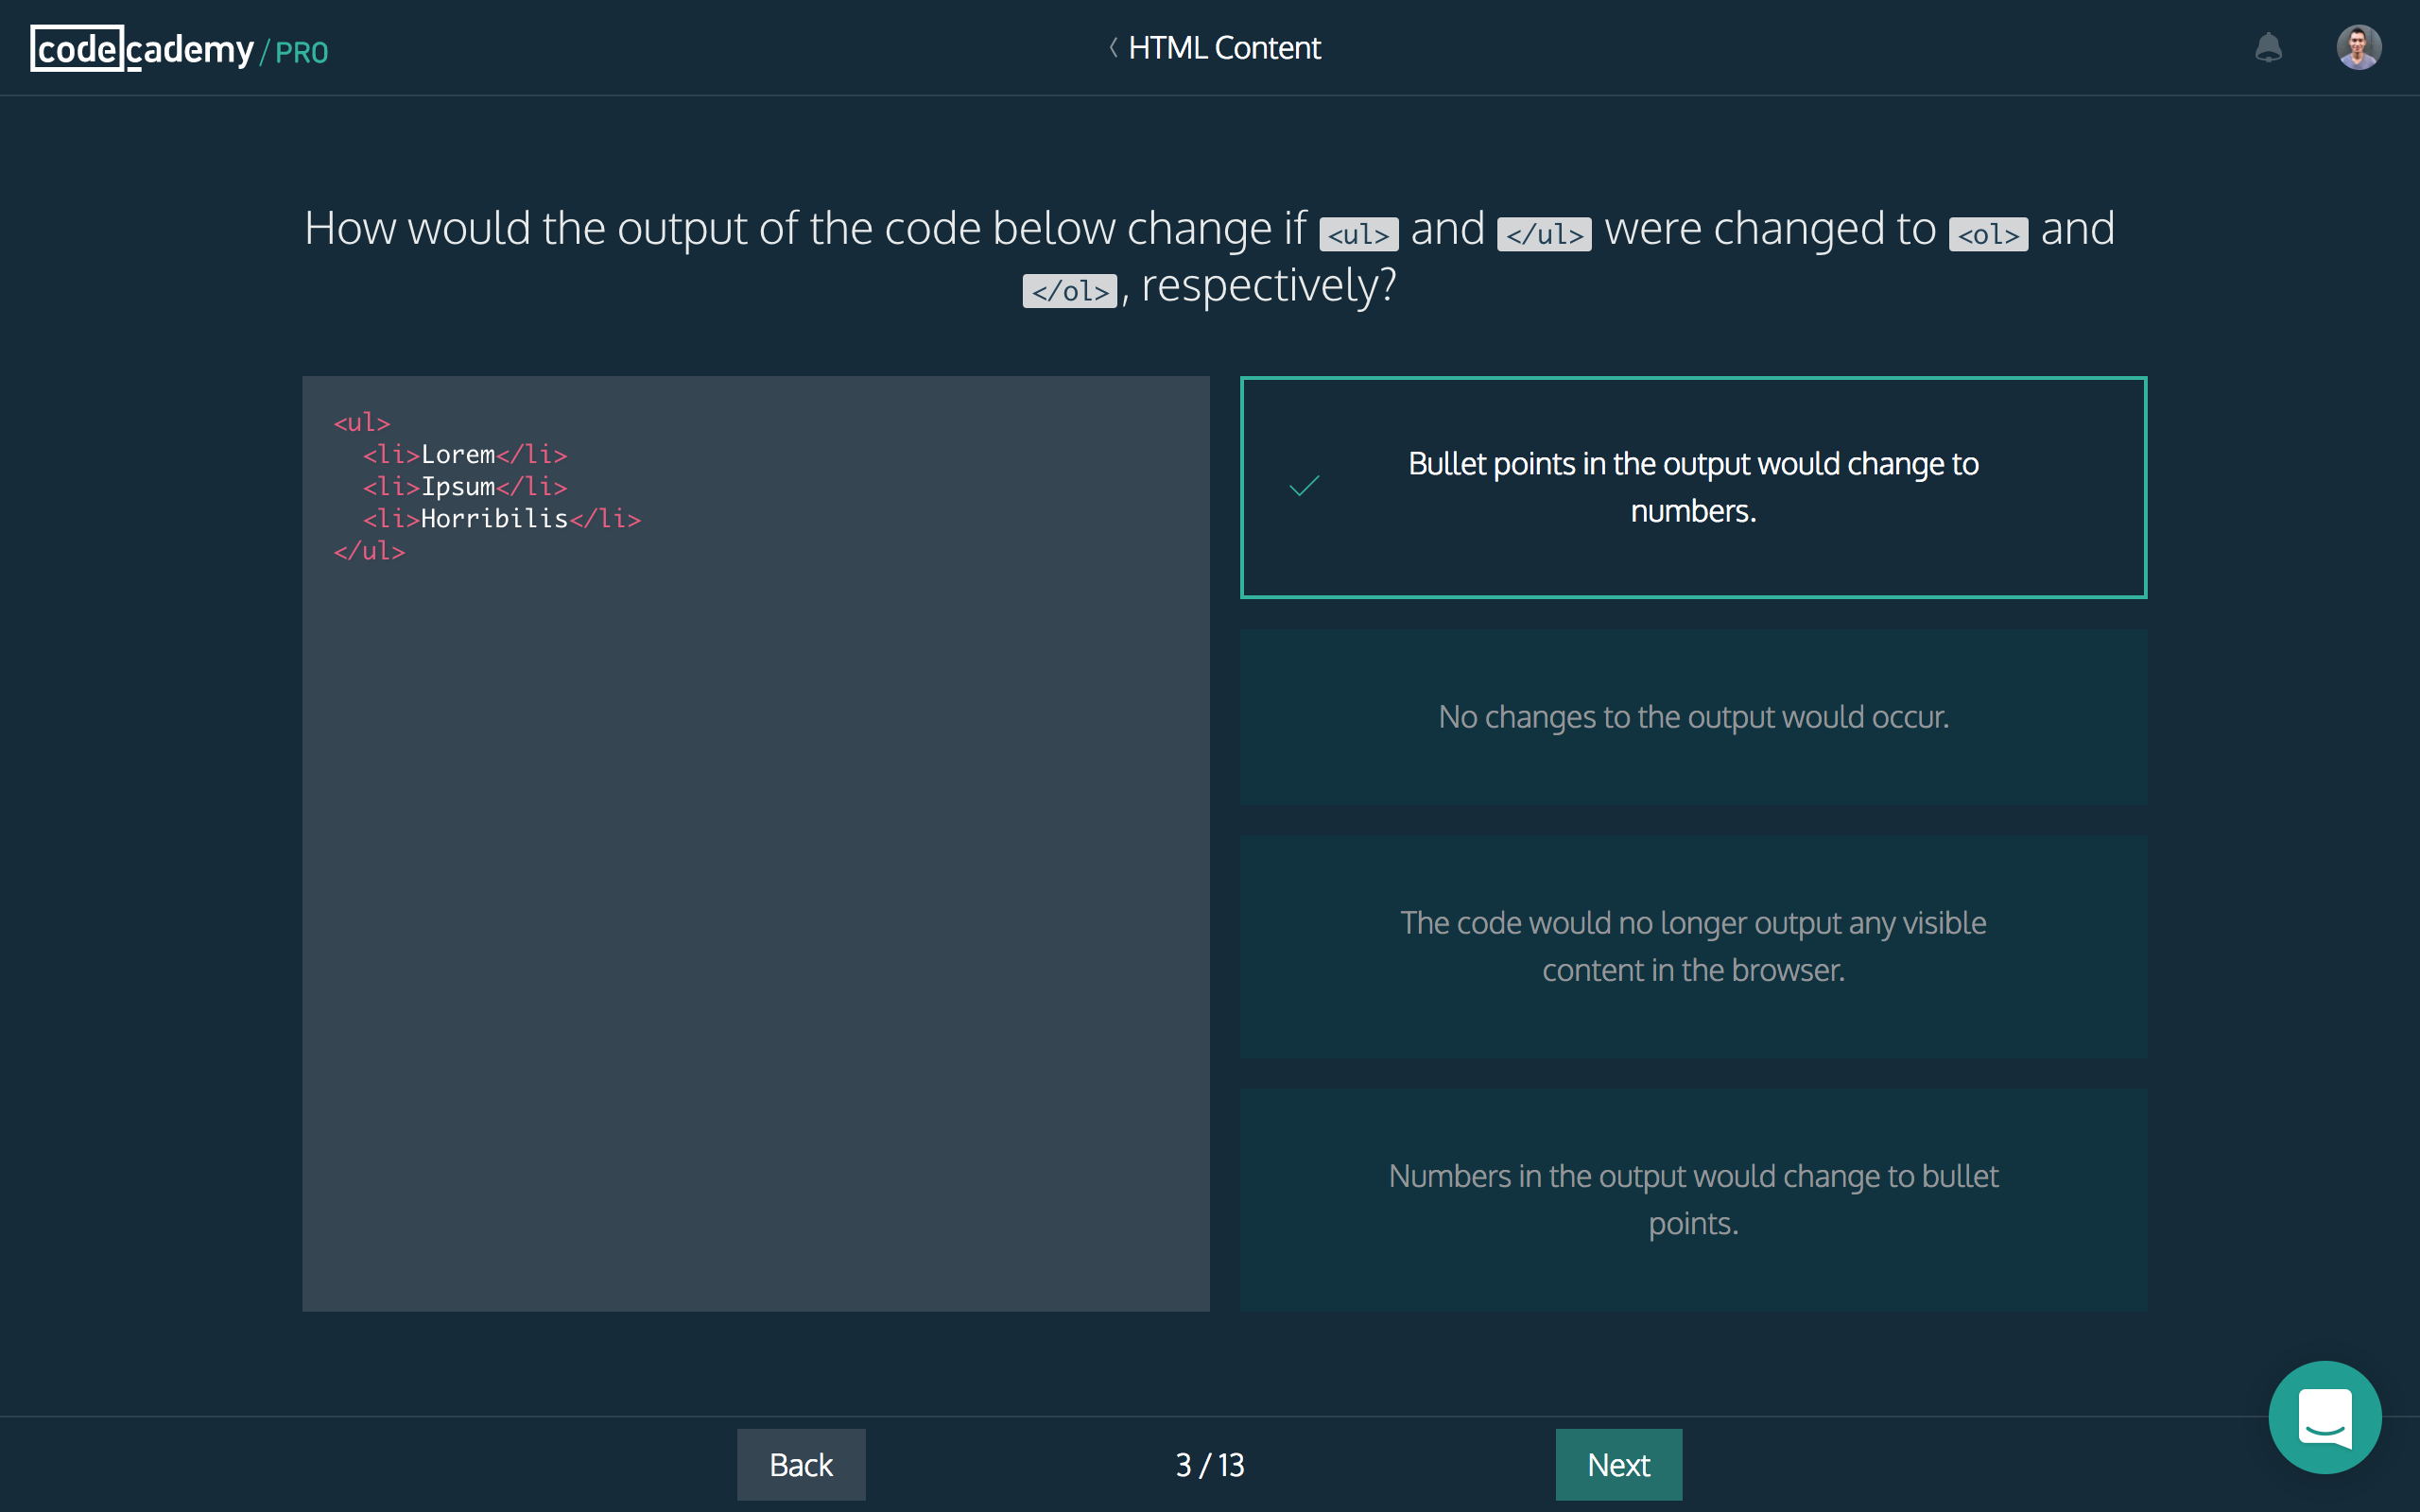 codecademy/PRO
HTML Content
How would the output of the code below change if <ul> and </ul> were changed to <ol> and
</ol>, respectively?
<ul>
  <li>Lorem</li>
  <li>Ipsum</li>
  <li>Horribilis</li>
</ul>
Bullet points in the output would change to
numbers.
No changes to the output would occur.
The code would no longer output any visible
content in the browser.
Numbers in the output would change to bullet
points.
Back
3 / 13
Next